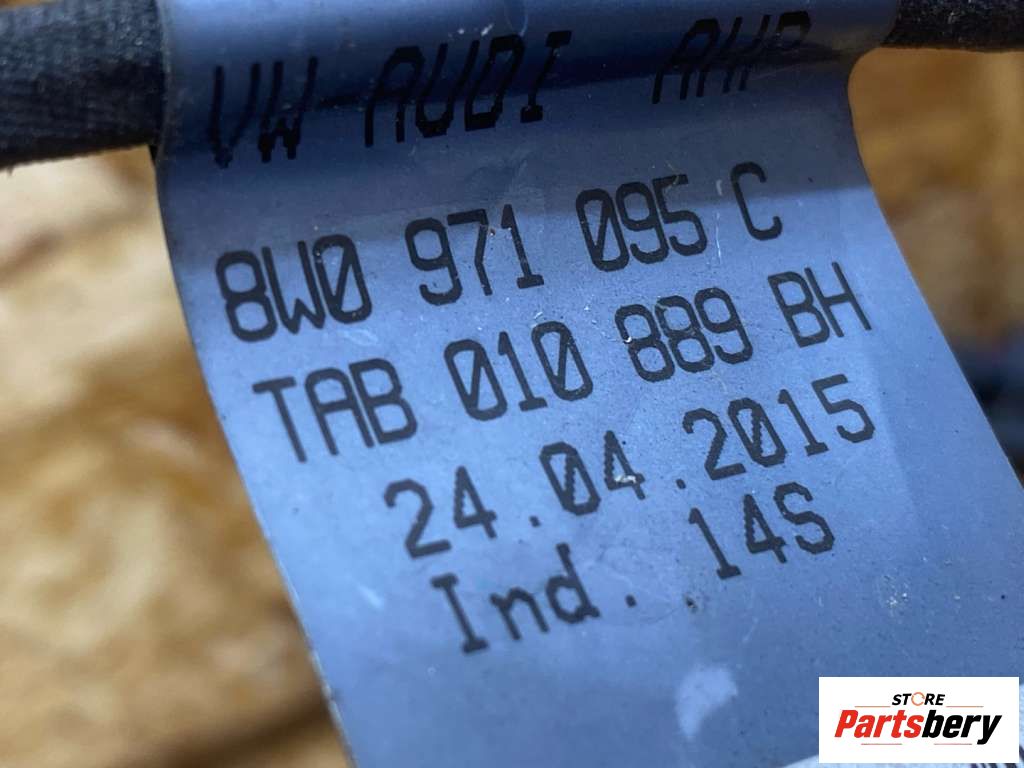 VW-AUDI AHP
8W0 971 095 C
TAB 010 889 BH
24.04.2015
Ind. 14S
STORE
Partsbery